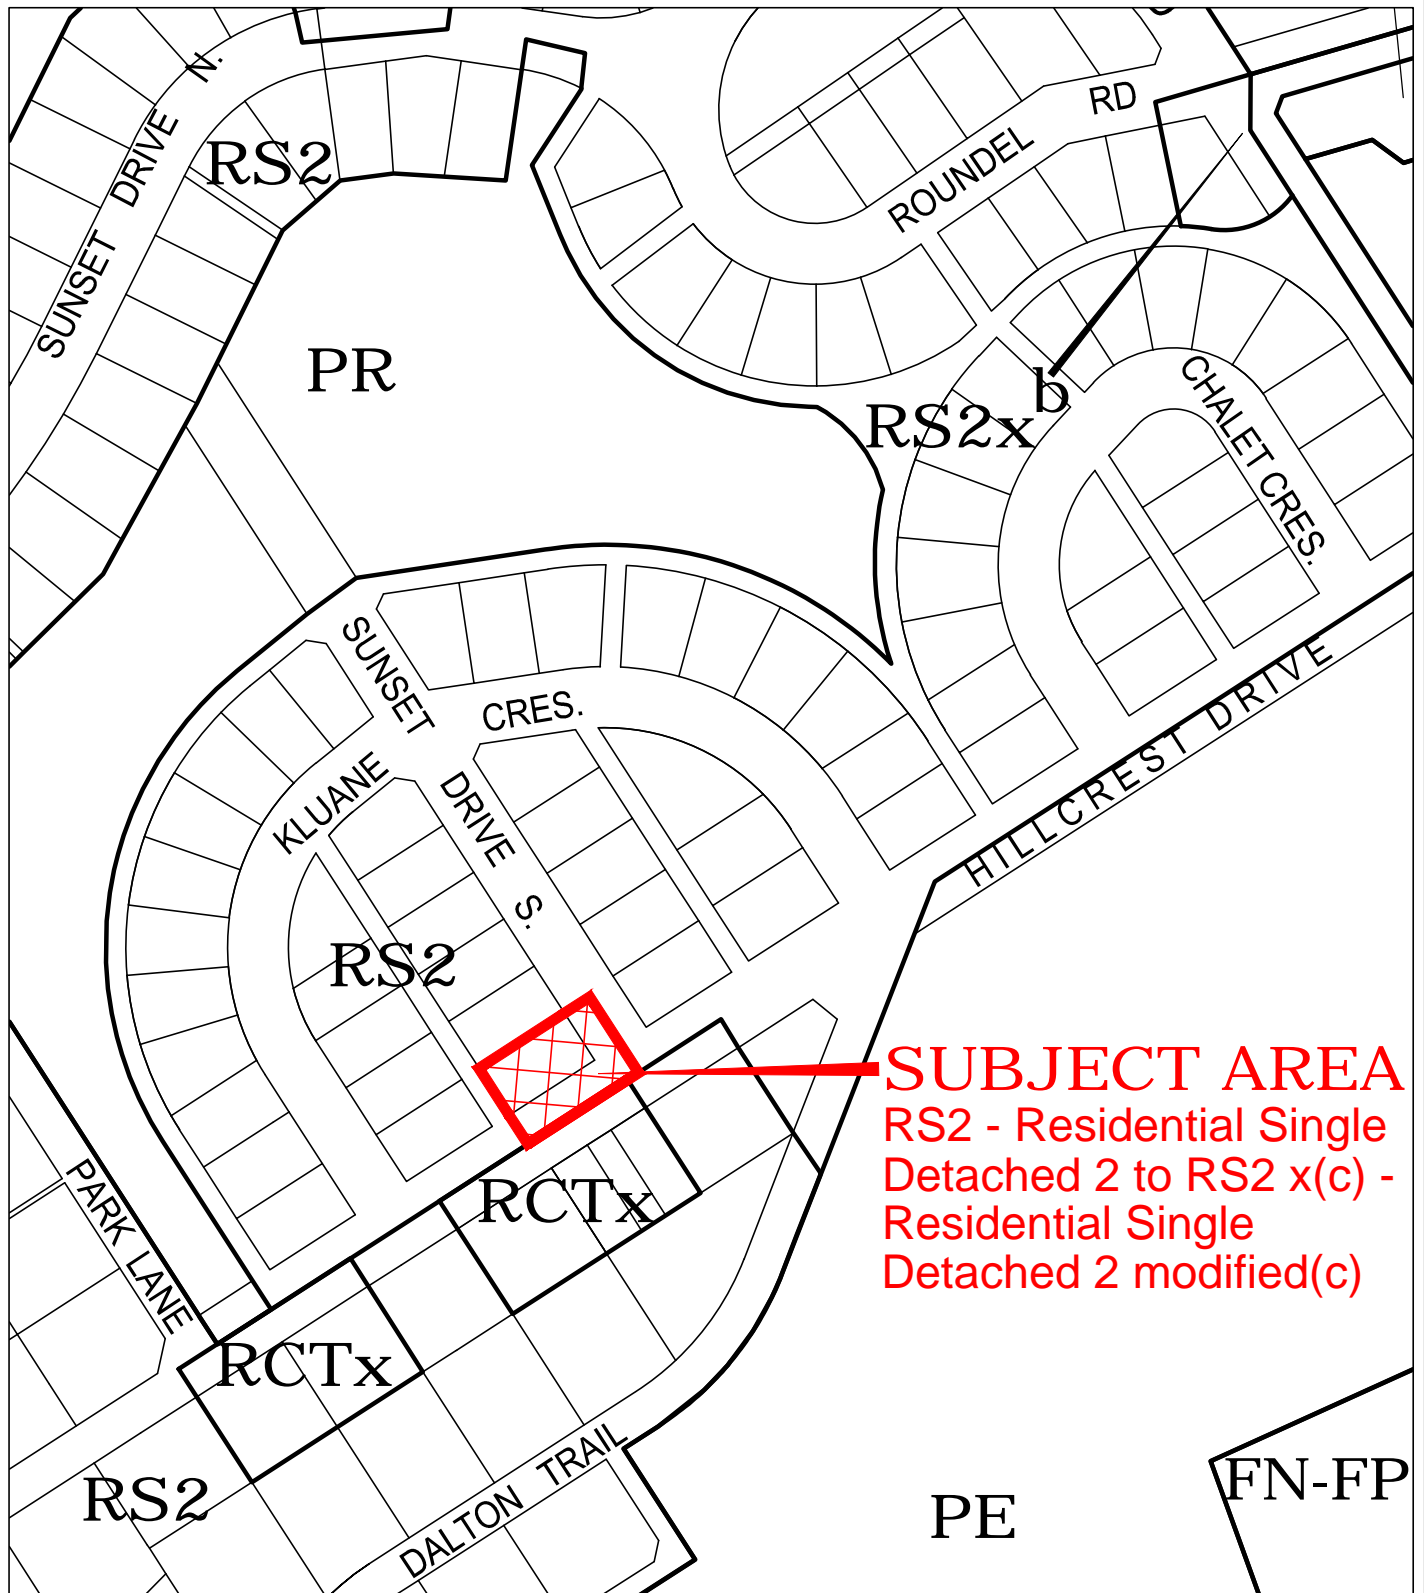 SUNSET DRIVE N.
RS2
ROUNDEL RD
PR
RS2x
b
CHALET CRES.
SUNSET DRIVE S.
KLUANE CRES.
HILLCREST DRIVE
RS2
SUBJECT AREA
RS2 - Residential Single
Detached 2 to RS2 x(c) -
Residential Single
Detached 2 modified(c)
PARK LANE
RCTx
RCTx
DALTON TRAIL
RS2
PE
FN-FP